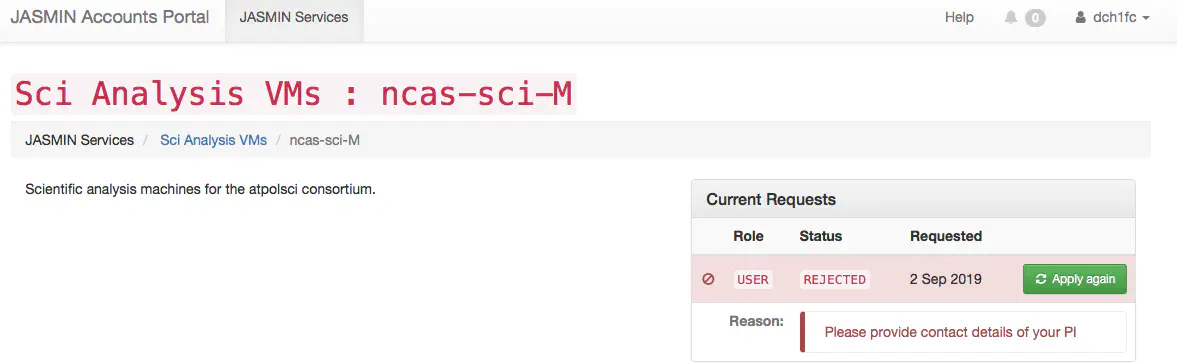 JASMIN Accounts Portal JASMIN Services Help 0 dch1fc
Sci Analysis VMs : ncas-sci-M
JASMIN Services / Sci Analysis VMs / ncas-sci-M
Scientific analysis machines for the atpolsci consortium.
Current Requests
Role Status Requested
USER REJECTED 2 Sep 2019 Apply again
Reason: Please provide contact details of your PI